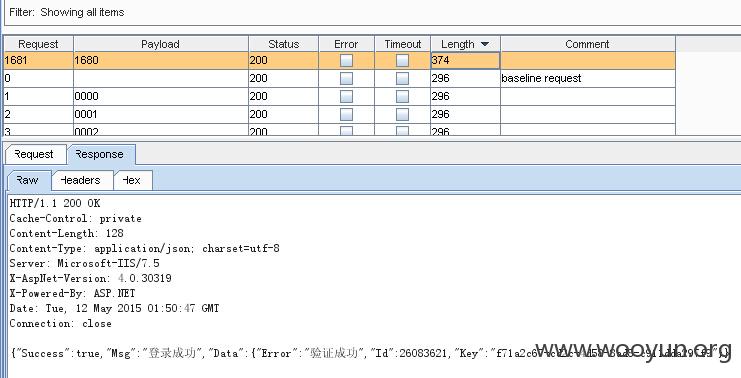 Filter: Showing all items
Request Payload Status Error Timeout Length Comment
1681 1680 200 374
0 200 296 baseline request
1 0000 200 296
2 0001 200 296
3 0002 200 296
Request Response
Raw Headers Hex
HTTP/1.1 200 OK
Cache-Control: private
Content-Length: 128
Content-Type: application/json; charset=utf-8
Server: Microsoft-IIS/7.5
X-AspNet-Version: 4.0.30319
X-Powered-By: ASP.NET
Date: Tue, 12 May 2015 01:50:47 GMT
Connection: close
{"Success":true,"Msg":"登录成功","Data":{"Error":"验证成功","Id":26083621,"Key":
www.wooyun.org